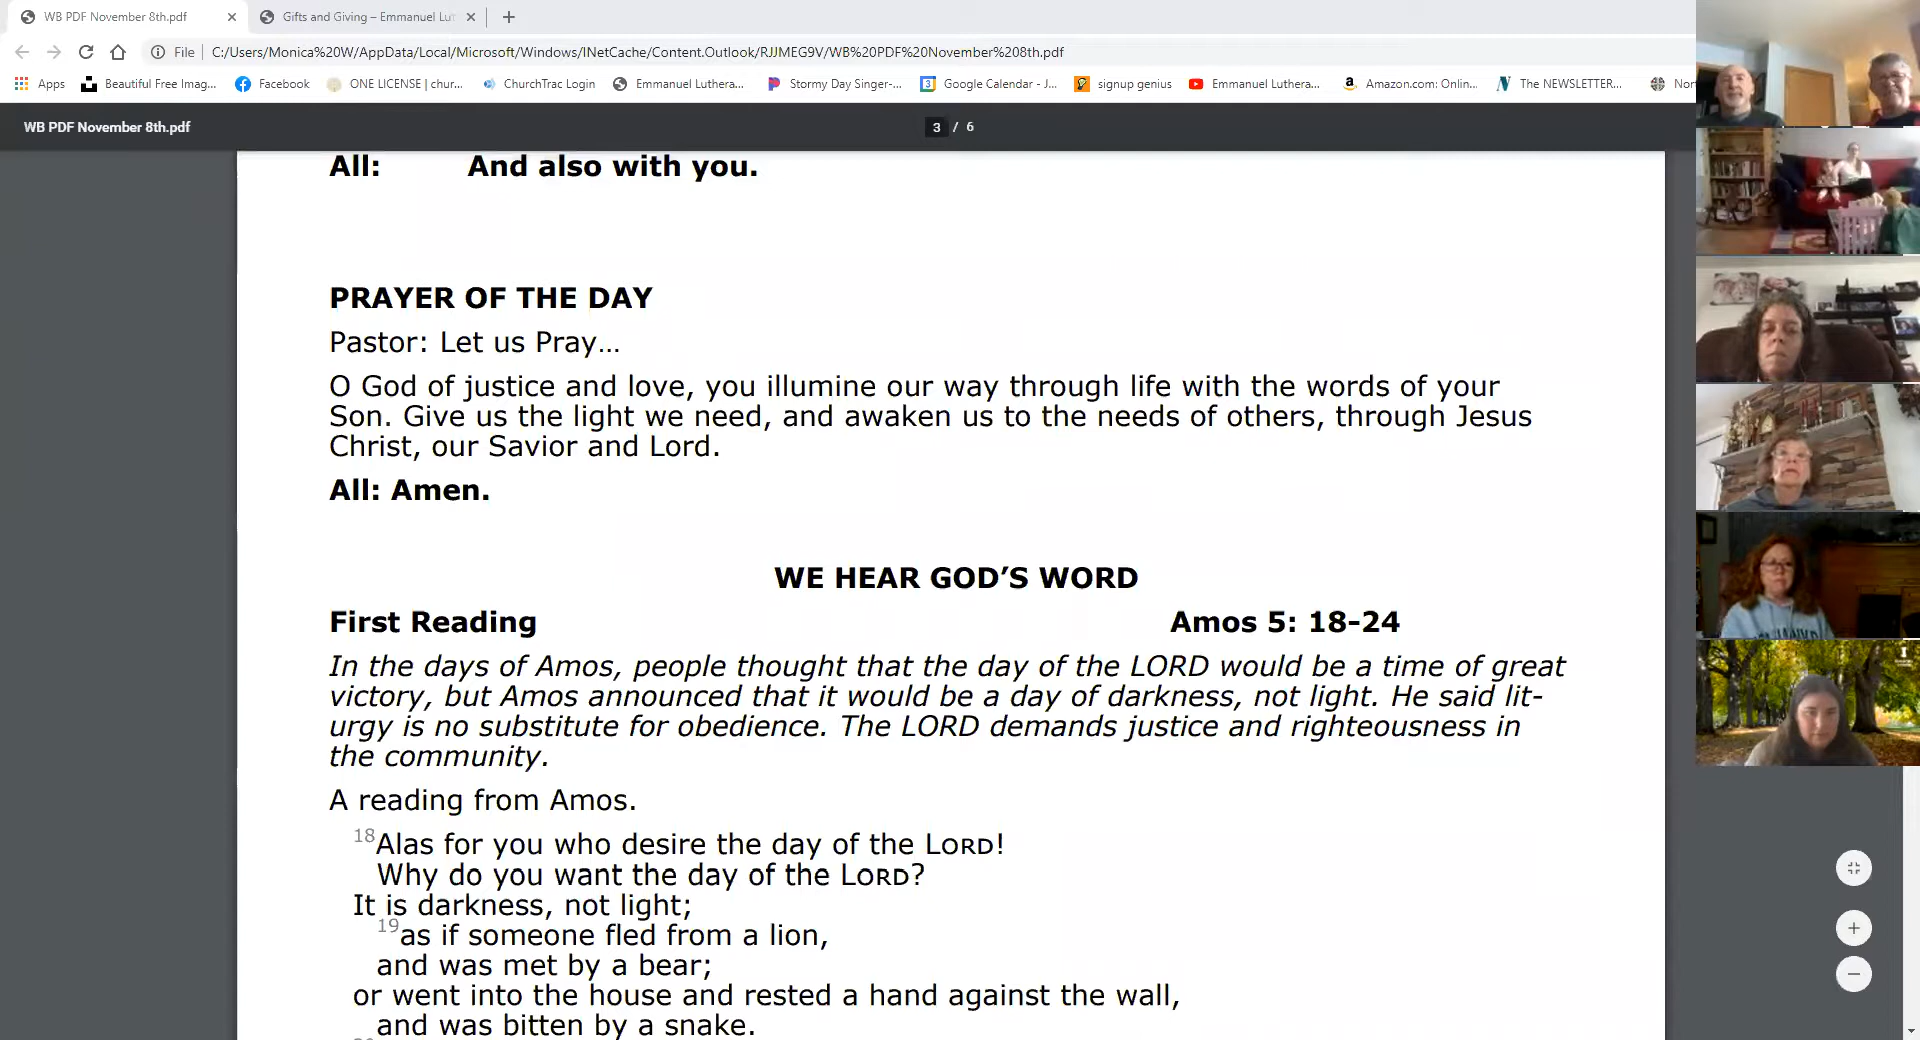 WB PDF November 8th.pdf
Gifts and Giving – Emmanuel Lut
File
C:/Users/Monica%20W/AppData/Local/Microsoft/Windows/INetCache/Content.Outlook/RJJMEG9V/WB%20PDF%20November%208th.pdf
Apps
Beautiful Free Imag...
Facebook
ONE LICENSE | chur...
ChurchTrac Login
Emmanuel Luthera...
Stormy Day Singer-...
Google Calendar - J...
signup genius
Emmanuel Luthera...
Amazon.com: Onlin...
The NEWSLETTER...
Nor
WB PDF November 8th.pdf
3 / 6
All: And also with you.
PRAYER OF THE DAY
Pastor: Let us Pray...
O God of justice and love, you illumine our way through life with the words of your
Son. Give us the light we need, and awaken us to the needs of others, through Jesus
Christ, our Savior and Lord.
All: Amen.
WE HEAR GOD’S WORD
First Reading Amos 5: 18-24
In the days of Amos, people thought that the day of the LORD would be a time of great
victory, but Amos announced that it would be a day of darkness, not light. He said lit-
urgy is no substitute for obedience. The LORD demands justice and righteousness in
the community.
A reading from Amos.
18Alas for you who desire the day of the LORD!
Why do you want the day of the LORD?
It is darkness, not light;
19as if someone fled from a lion,
and was met by a bear;
or went into the house and rested a hand against the wall,
and was bitten by a snake.